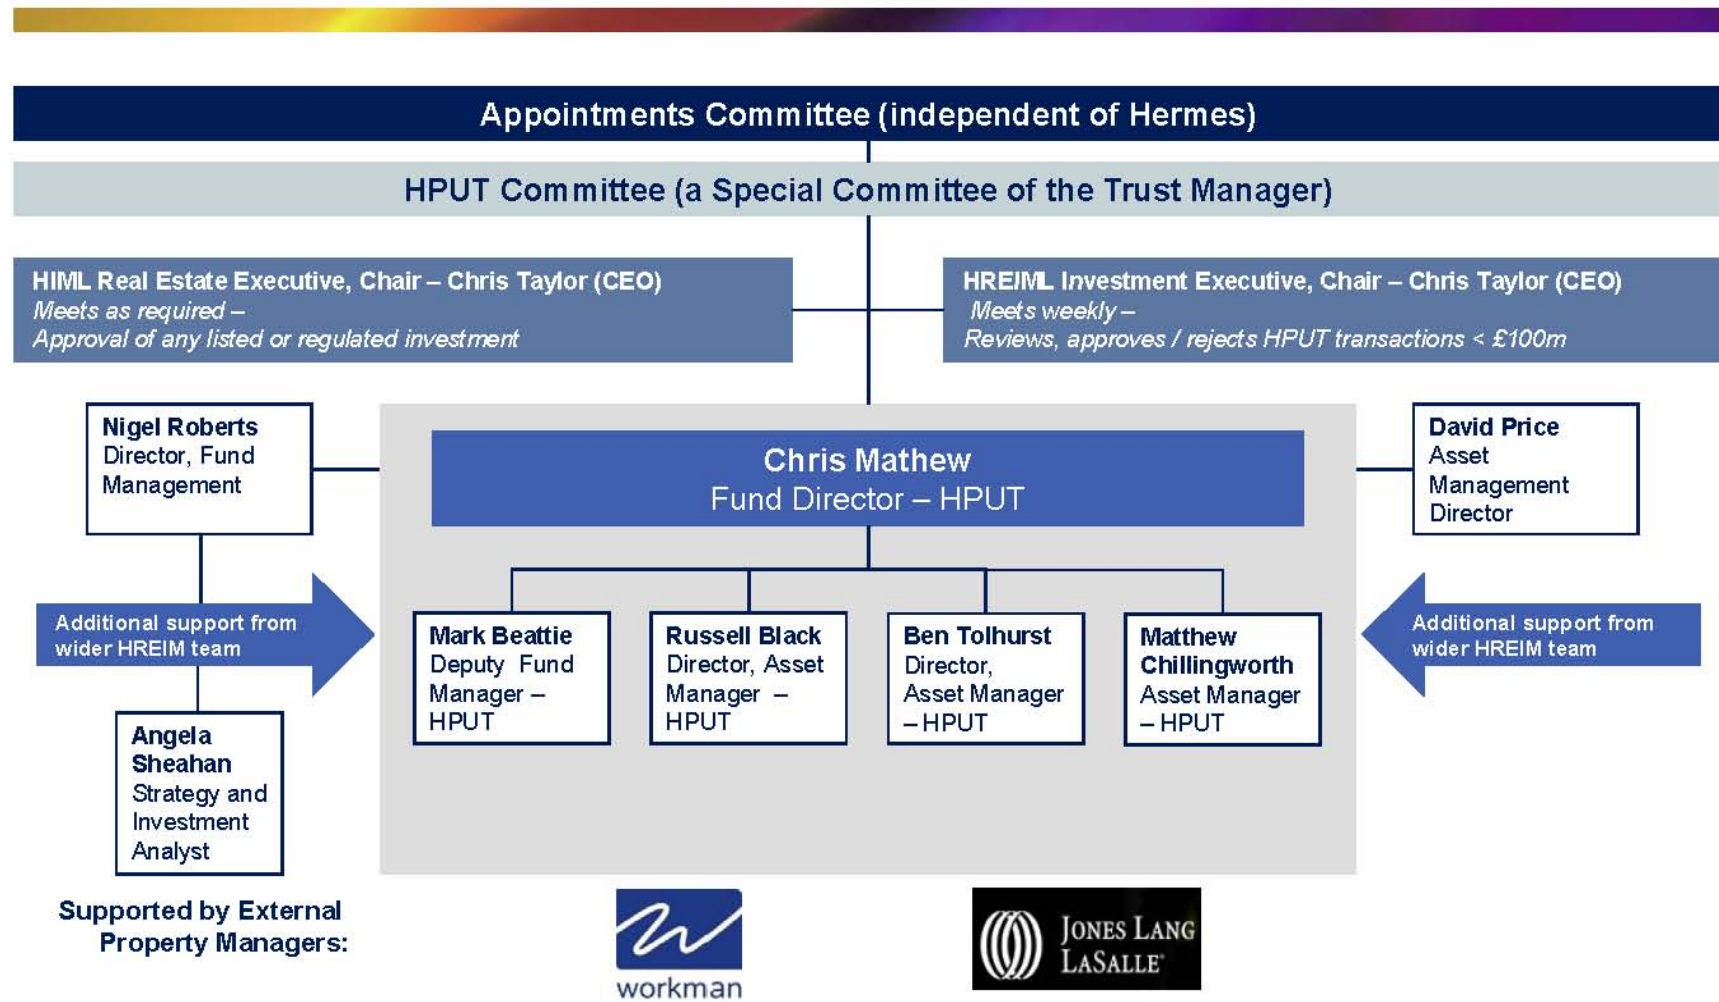 Appointments Committee (independent of Hermes)
HPUT Committee (a Special Committee of the Trust Manager)
HIML Real Estate Executive, Chair – Chris Taylor (CEO)
Meets as required –
Approval of any listed or regulated investment
HREIML Investment Executive, Chair – Chris Taylor (CEO)
Meets weekly –
Reviews, approves / rejects HPUT transactions < £100m
Nigel Roberts
Director, Fund
Management
Chris Mathew
Fund Director – HPUT
David Price
Asset
Management
Director
Additional support from
wider HREIM team
Mark Beattie
Deputy Fund
Manager –
HPUT
Russell Black
Director, Asset
Manager –
HPUT
Ben Tolhurst
Director,
Asset Manager
– HPUT
Matthew
Chillingworth
Asset Manager
– HPUT
Additional support from
wider HREIM team
Angela
Sheahan
Strategy and
Investment
Analyst
Supported by External
Property Managers:
workman
JONES LANG
LASALLE